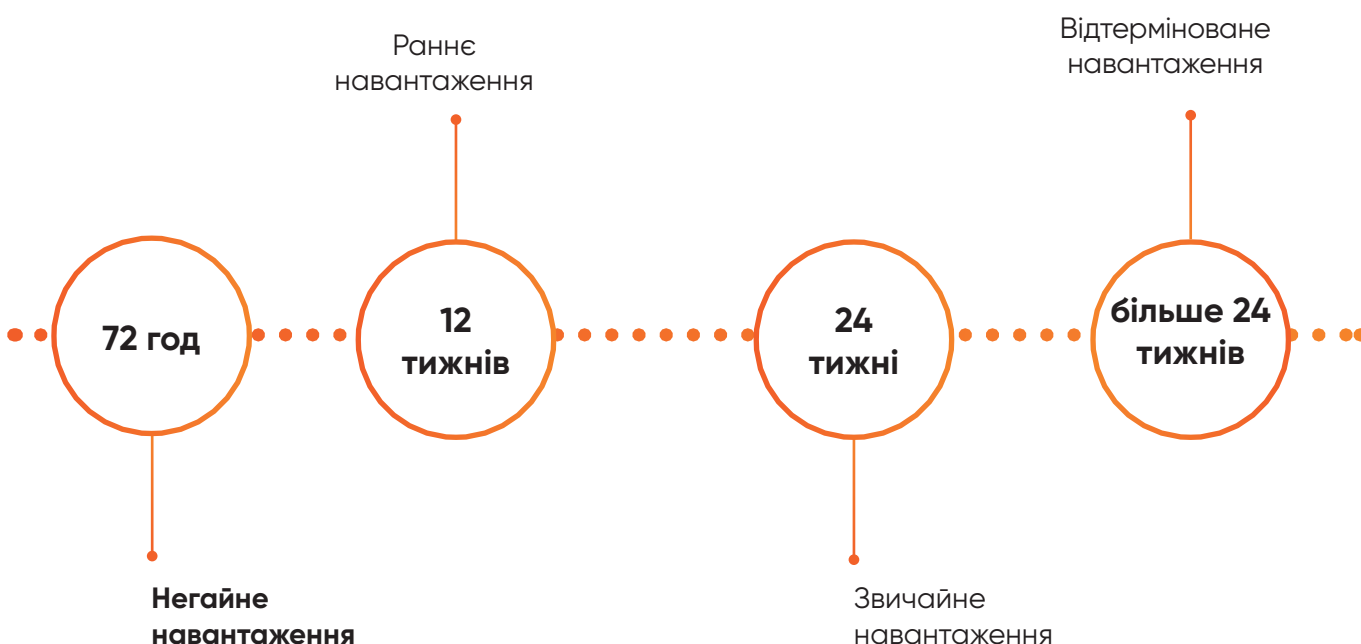 Раннє
навантаження
Відтерміноване
навантаження
72 год
12
тижнів
24
тижні
більше 24
тижнів
Негайне
навантаження
Звичайне
навантаження